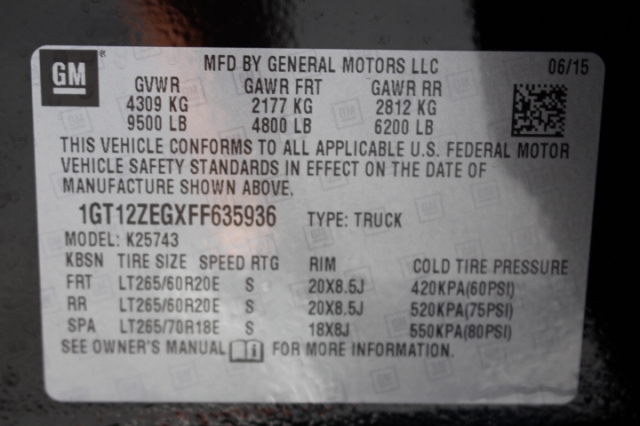 GM ® MFD BY GENERAL MOTORS LLC 06/15
GVWR GAWR FRT GAWR RR
4309 KG 2177 KG 2812 KG
9500 LB 4800 LB 6200 LB
THIS VEHICLE CONFORMS TO ALL APPLICABLE U.S. FEDERAL MOTOR
VEHICLE SAFETY STANDARDS IN EFFECT ON THE DATE OF
MANUFACTURE SHOWN ABOVE.
1GT12ZEGXFF635936 TYPE: TRUCK
MODEL: K25743
KBSN TIRE SIZE SPEED RTG RIM COLD TIRE PRESSURE
FRT LT265/60R20E S 20X8.5J 420KPA(60PSI)
RR LT265/60R20E S 20X8.5J 520KPA(75PSI)
SPA LT265/70R18E S 18X8J 550KPA(80PSI)
SEE OWNER'S MANUAL i FOR MORE INFORMATION.